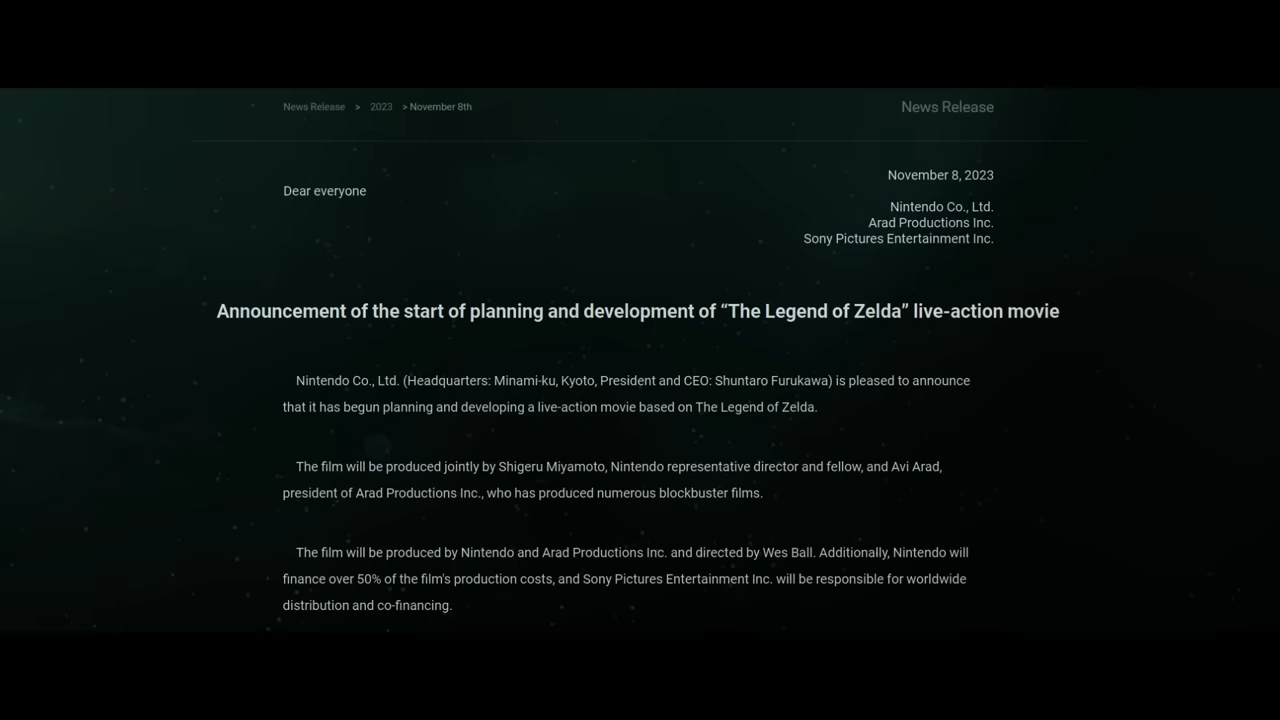 News Release > 2023 > November 8th
News Release
November 8, 2023
Dear everyone
Nintendo Co., Ltd.
Arad Productions Inc.
Sony Pictures Entertainment Inc.
Announcement of the start of planning and development of “The Legend of Zelda” live-action movie
Nintendo Co., Ltd. (Headquarters: Minami-ku, Kyoto, President and CEO: Shuntaro Furukawa) is pleased to announce
that it has begun planning and developing a live-action movie based on The Legend of Zelda.
The film will be produced jointly by Shigeru Miyamoto, Nintendo representative director and fellow, and Avi Arad,
president of Arad Productions Inc., who has produced numerous blockbuster films.
The film will be produced by Nintendo and Arad Productions Inc. and directed by Wes Ball. Additionally, Nintendo will
finance over 50% of the film's production costs, and Sony Pictures Entertainment Inc. will be responsible for worldwide
distribution and co-financing.